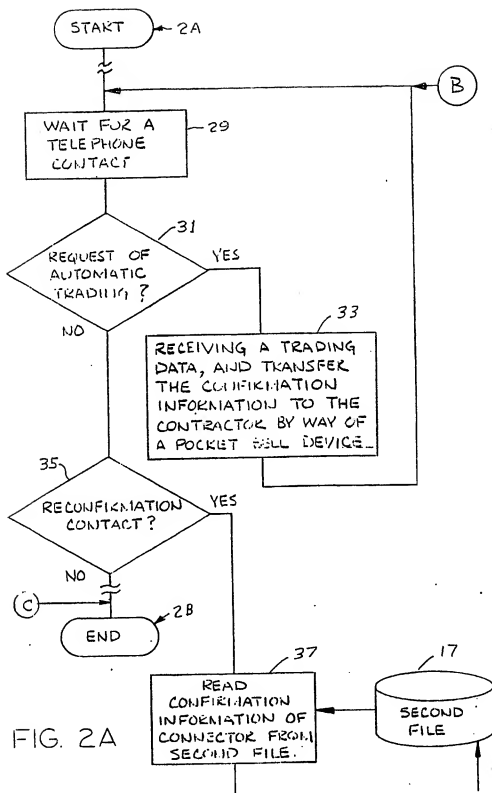 START
2A
B
WAIT FOR A
TELEPHONE
CONTACT
29
31
REQUEST OF
AUTOMATIC
TRADING?
YES
NO
33
RECEIVING A TRADING
DATA, AND TRANSFER
THE CONFIRMATION
INFORMATION TO THE
CONTRACTOR BY WAY OF
A POCKET BELL DEVICE.
35
RECONFIRMATION
CONTACT?
YES
NO
C
END
2B
37
READ
CONFIRMATION
INFORMATION OF
CONNECTOR FROM
SECOND FILE.
17
SECOND
FILE
FIG. 2A